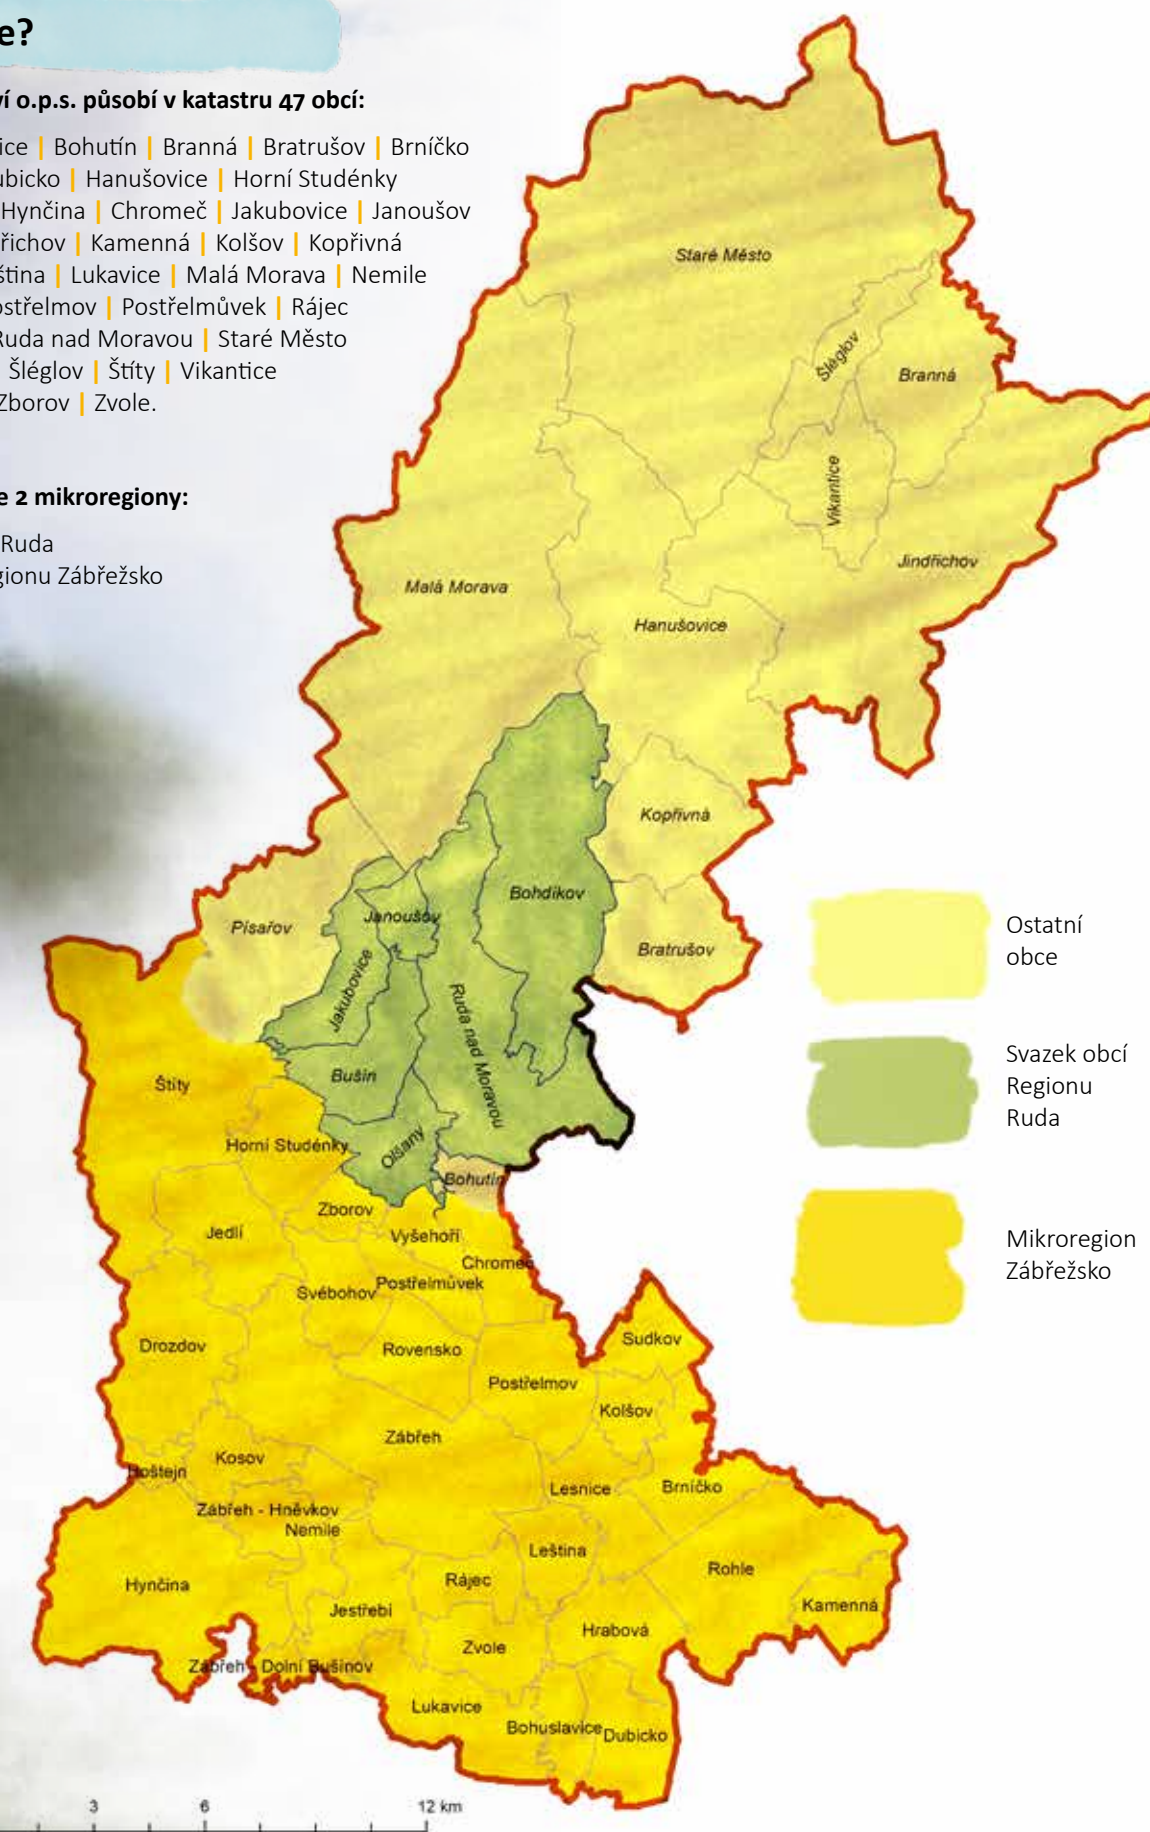 e?
ví o.p.s. působí v katastru 47 obcí:
ice | Bohutín | Branná | Bratrušov | Brníčko
ubicko | Hanušovice | Horní Studénky
Hynčina | Chromeč | Jakubovice | Janoušov
řichov | Kamenná | Kolšov | Kopřivná
ština | Lukavice | Malá Morava | Nemile
ostřelmov | Postřelmůvek | Rájec
Ruda nad Moravou | Staré Město
Šléglov | Štíty | Vikantice
Zborov | Zvole.
e 2 mikroregiony:
Ruda
gionu Zábřežsko
Staré Město
Šléglov
Branná
Vikantice
Jindřichov
Malá Morava
Hanušovice
Kopřivná
Bohdíkov
Janoušov
Písařov
Bratrušov
Jakubovice
Ruda nad Moravou
Bušín
Štíty
Olšany
Horní Studénky
Bohutín
Zborov
Jedlí
Vyšehoří
Chromeč
Postřelmůvek
Svébohov
Drozdov
Rovensko
Sudkov
Postřelmov
Kolšov
Zábřeh
Kosov
Hoštejn
Lesnice
Brníčko
Zábřeh - Hněvkov
Nemile
Leština
Rohle
Rájec
Hynčina
Kamenná
Jestřebí
Hrabová
Zvole
Zábřeh - Dolní Bušínov
Lukavice
Bohuslavice
Dubicko
Ostatní
obce
Svazek obcí
Regionu
Ruda
Mikroregion
Zábřežsko
3 6 12 km